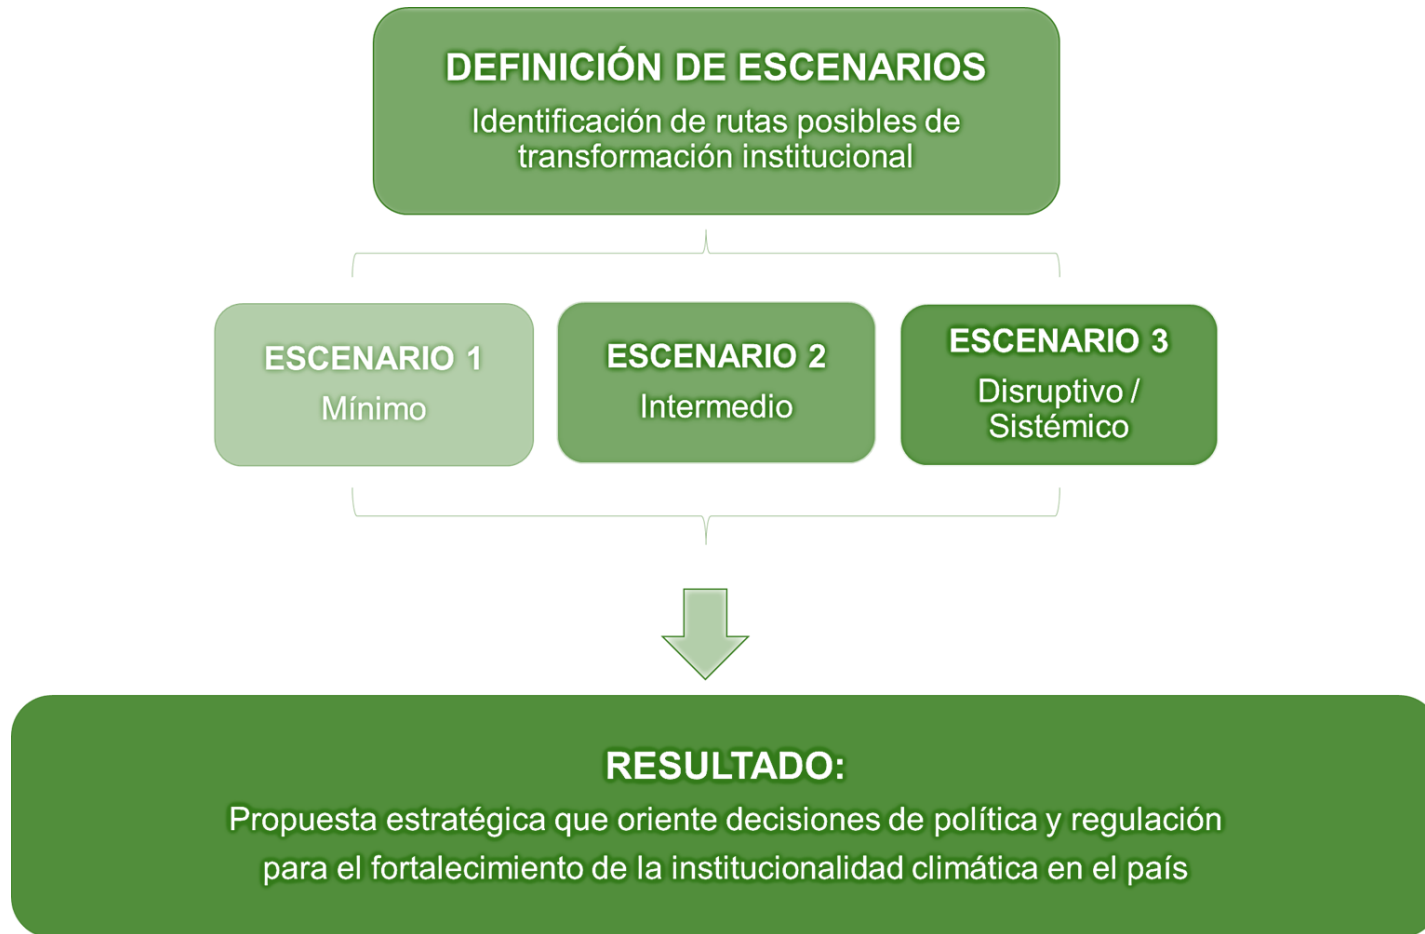 DEFINICIÓN DE ESCENARIOS
Identificación de rutas posibles de
transformación institucional
ESCENARIO 1
Mínimo
ESCENARIO 2
Intermedio
ESCENARIO 3
Disruptivo /
Sistémico
RESULTADO:
Propuesta estratégica que oriente decisiones de política y regulación
para el fortalecimiento de la institucionalidad climática en el país